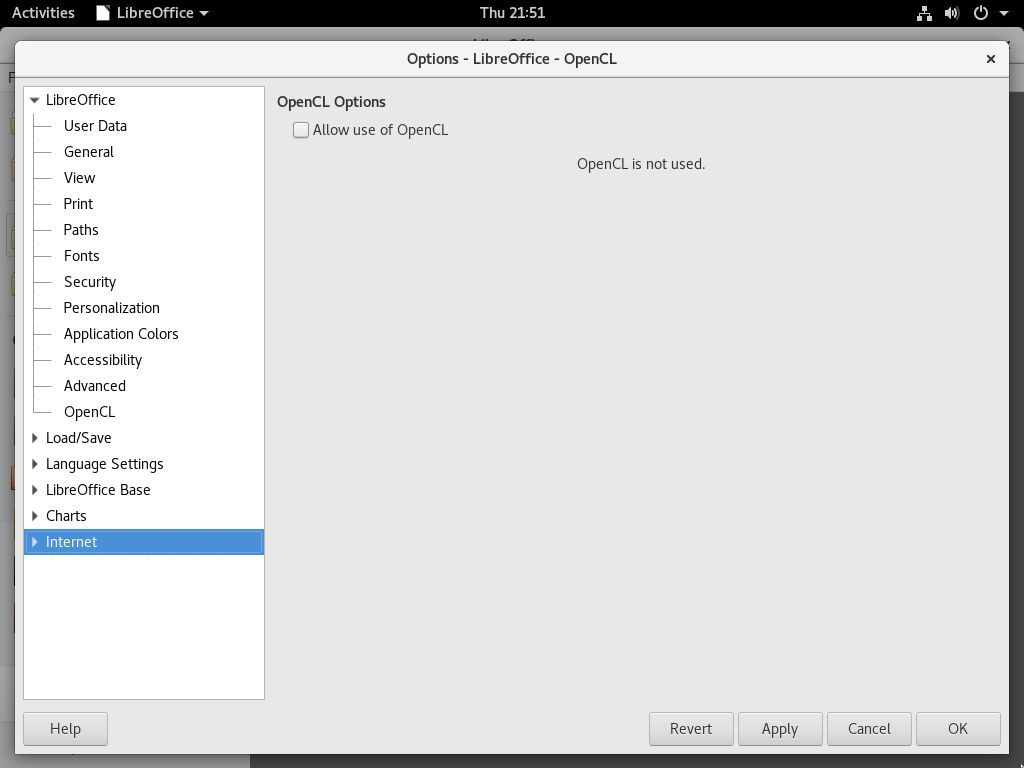 Activities LibreOffice Thu 21:51
Options - LibreOffice - OpenCL
LibreOffice
User Data
General
View
Print
Paths
Fonts
Security
Personalization
Application Colors
Accessibility
Advanced
OpenCL
Load/Save
Language Settings
LibreOffice Base
Charts
Internet
OpenCL Options
Allow use of OpenCL
OpenCL is not used.
Help Revert Apply Cancel OK